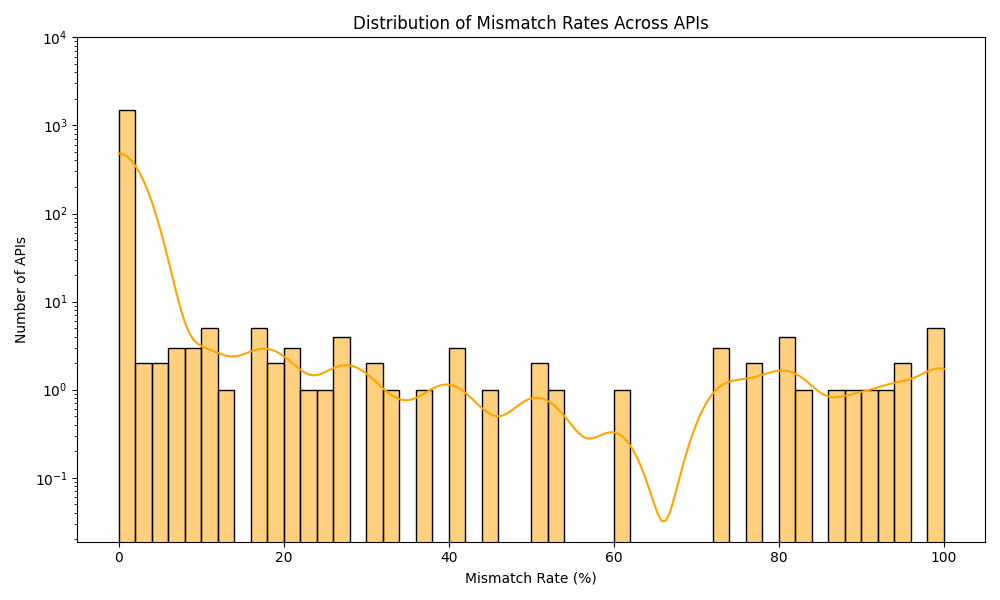 Distribution of Mismatch Rates Across APIs
Number of APIs
10^4
10^3
10^2
10^1
10^0
10^−1
0 20 40 60 80 100
Mismatch Rate (%)